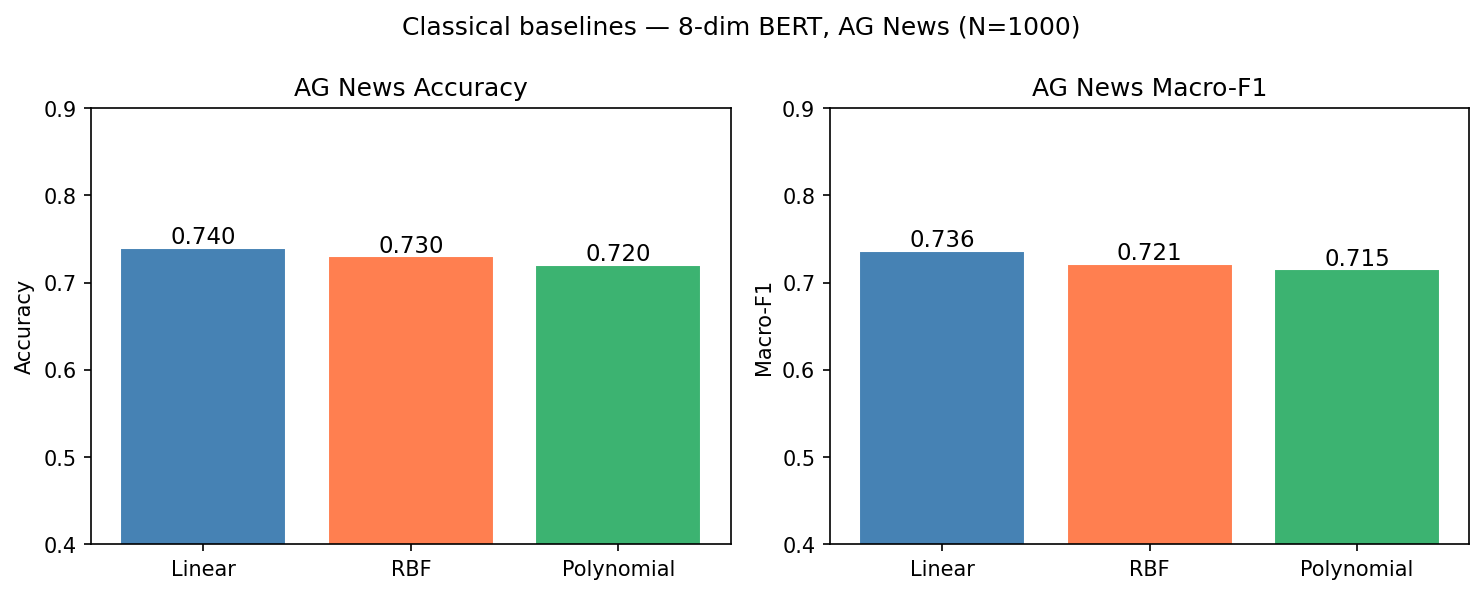 Classical baselines — 8-dim BERT, AG News (N=1000)
AG News Accuracy
Accuracy
0.9
0.8
0.7
0.6
0.5
0.4
0.740
0.730
0.720
Linear
RBF
Polynomial
AG News Macro-F1
Macro-F1
0.9
0.8
0.7
0.6
0.5
0.4
0.736
0.721
0.715
Linear
RBF
Polynomial